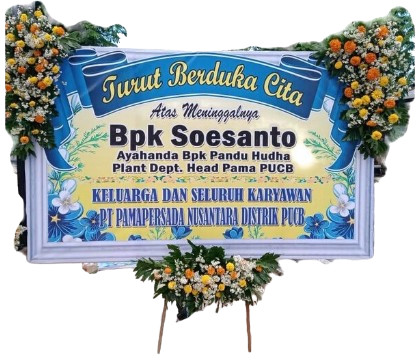 Turut Berduka Cita
Atas Meninggalnya
Bpk Soesanto
Ayahanda Bpk Pandu Hudha
Plant Dept. Head Pama PUCB
KELUARGA DAN SELURUH KARYAWAN
P.T PAMAPERSADA NUSANTARA DISTRIK PUCB